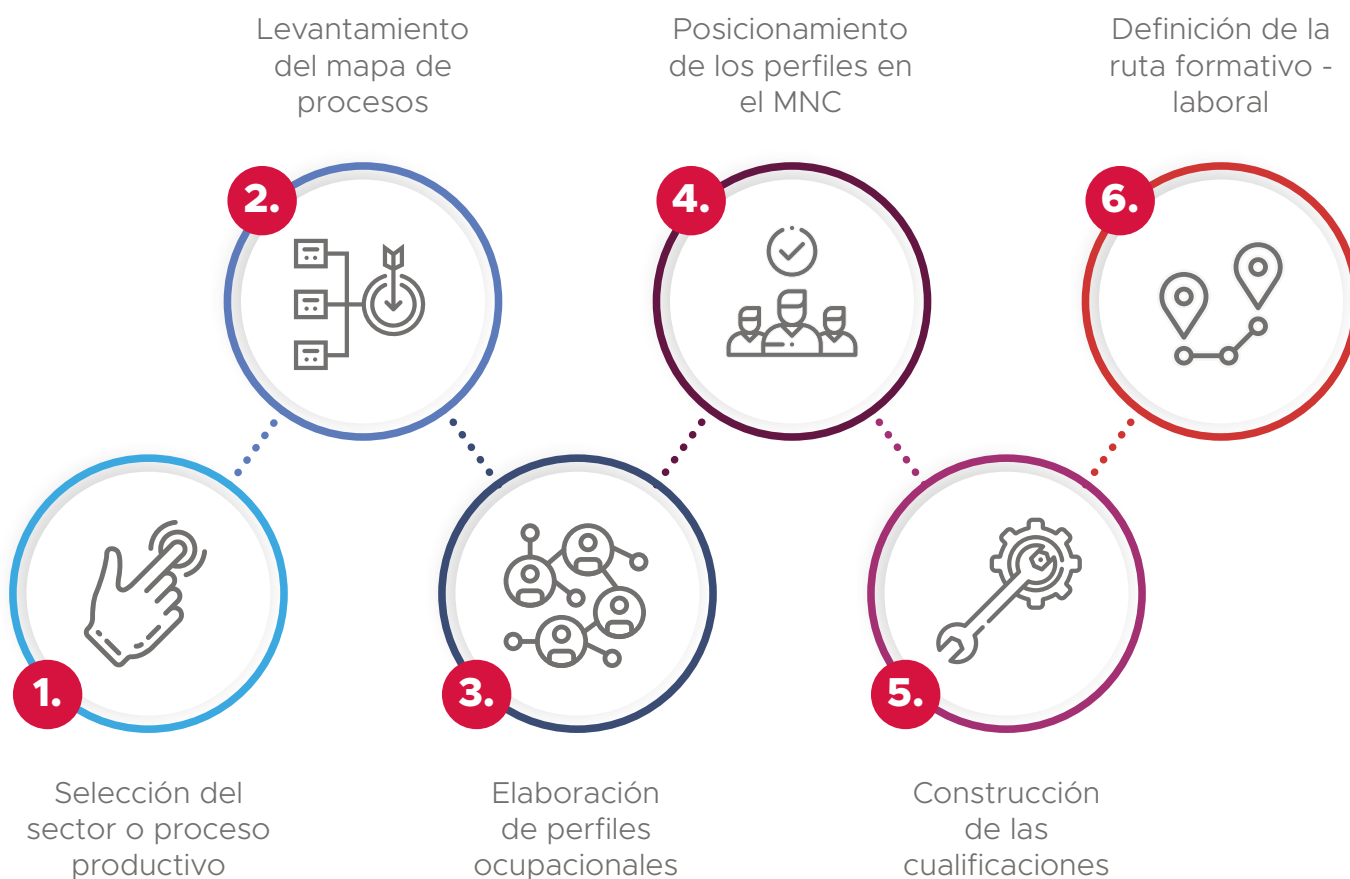 Levantamiento
del mapa de
procesos
Posicionamiento
de los perfiles en
el MNC
Definición de la
ruta formativo -
laboral
2.
4.
6.
1.
3.
5.
Selección del
sector o proceso
productivo
Elaboración
de perfiles
ocupacionales
Construcción
de las
cualificaciones